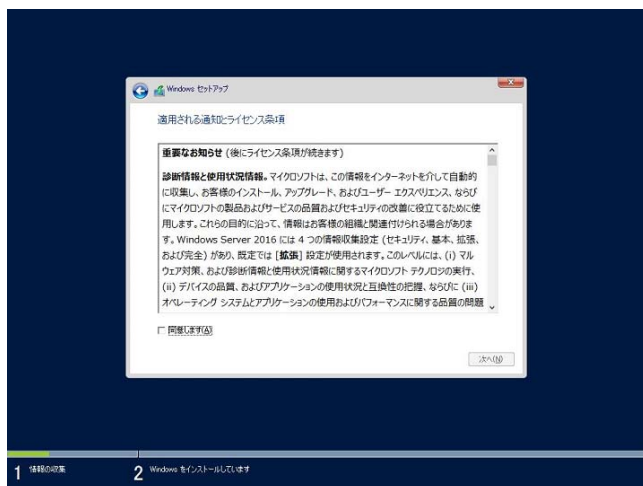 Windows セットアップ
適用される通知とライセンス条項
重要なお知らせ (後にライセンス条項が続きます)
診断情報と使用状況情報。マイクロソフトは、この情報をインターネットを介して自動的
に収集し、お客様のインストール、アップグレード、およびユーザー エクスペリエンス、ならび
にマイクロソフトの製品およびサービスの品質およびセキュリティの改善に役立てるために使
用します。これらの目的に沿って、情報はお客様の組織と関連付けられる場合がありま
す。Windows Server 2016 には 4 つの情報収集設定 (セキュリティ、基本、拡張、
および完全) があり、既定では [拡張] 設定が使用されます。このレベルには、(i) マル
ウェア対策、および診断情報と使用状況情報に関するマイクロソフト テクノロジの実行、
(ii) デバイスの品質、およびアプリケーションの使用状況と互換性の把握、ならびに (iii)
オペレーティング システムとアプリケーションの使用およびパフォーマンスに関する品質の問題
同意します(A)
次へ(N)
1 情報の収集
2 Windows をインストールしています